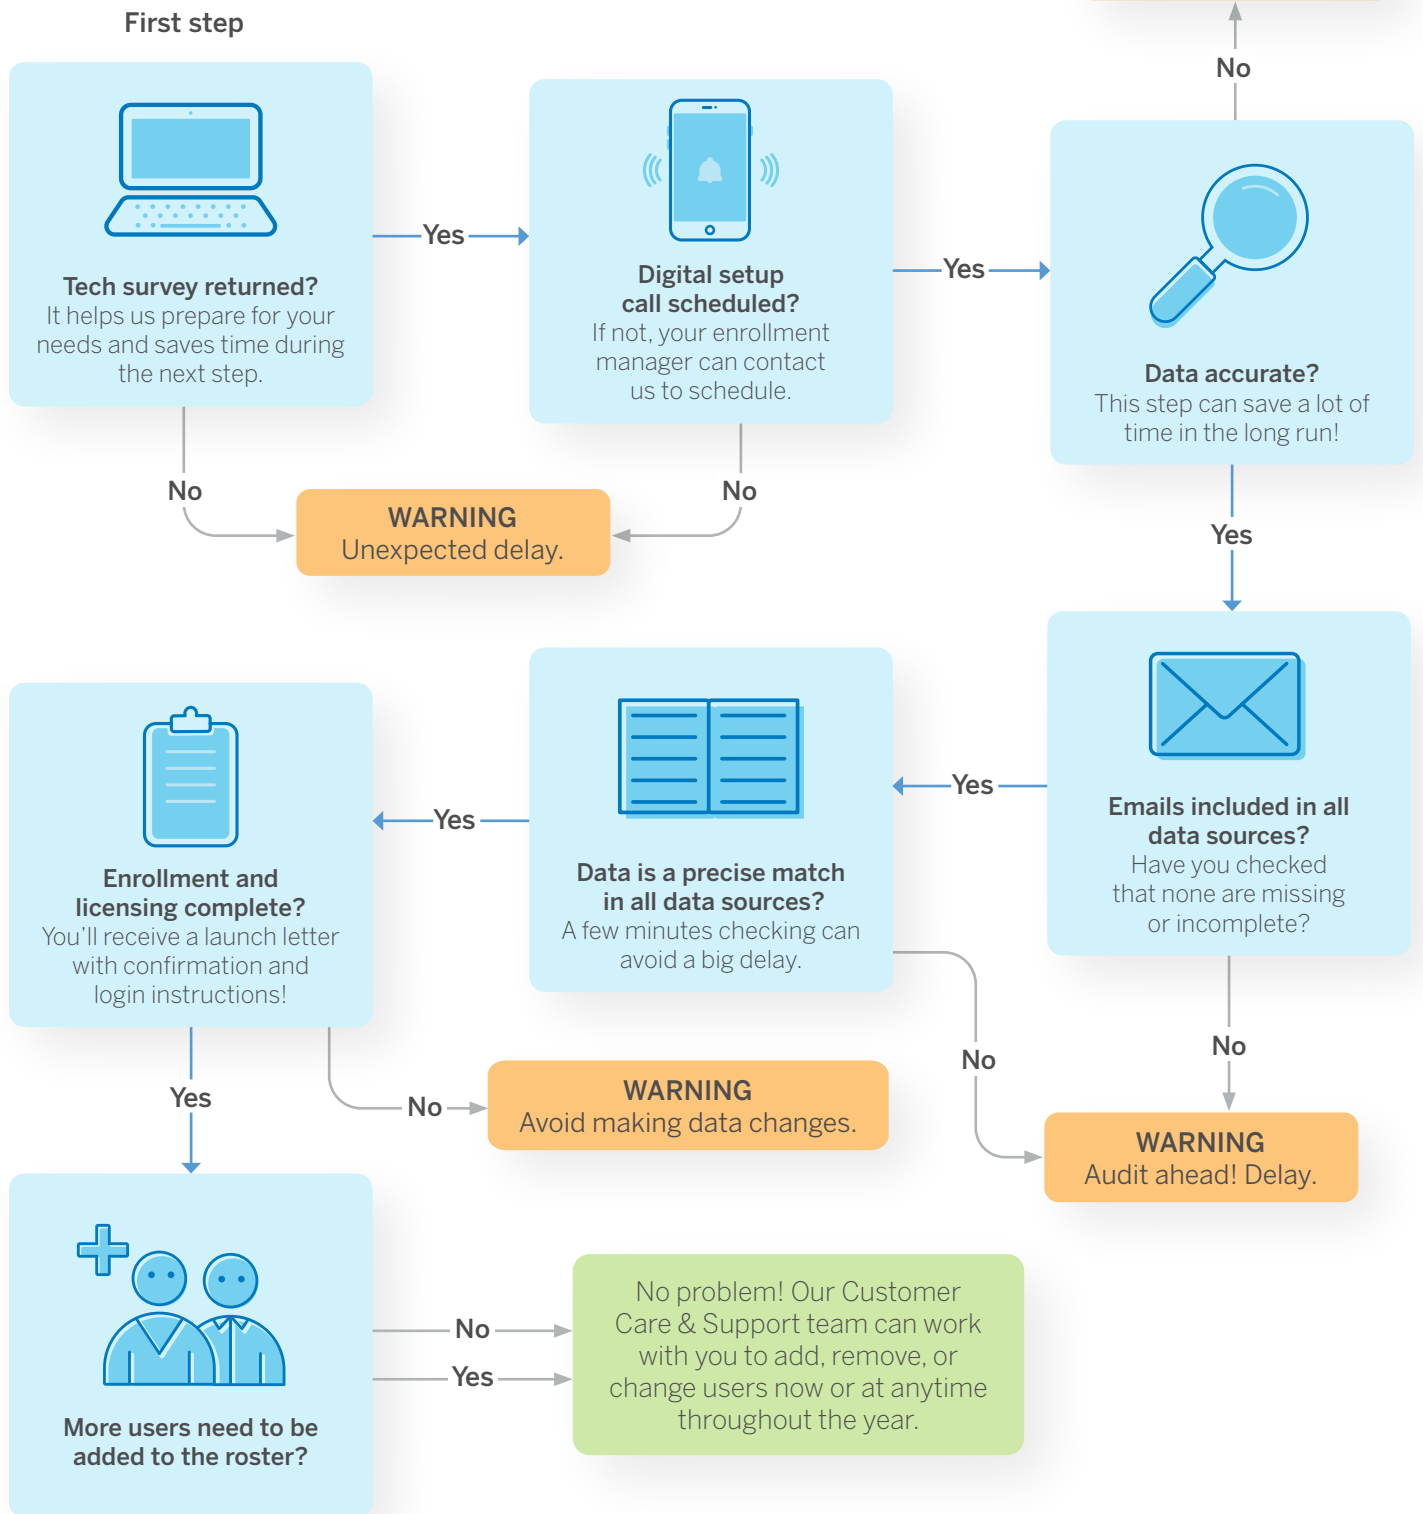 First step
No
Tech survey returned?
It helps us prepare for your
needs and saves time during
the next step.
Yes
Digital setup
call scheduled?
If not, your enrollment
manager can contact
us to schedule.
Yes
Data accurate?
This step can save a lot of
time in the long run!
No
No
WARNING
Unexpected delay.
Yes
Emails included in all
data sources?
Have you checked
that none are missing
or incomplete?
Yes
Data is a precise match
in all data sources?
A few minutes checking can
avoid a big delay.
Yes
Enrollment and
licensing complete?
You'll receive a launch letter
with confirmation and
login instructions!
No
No
WARNING
Audit ahead! Delay.
No
WARNING
Avoid making data changes.
Yes
More users need to be
added to the roster?
No
Yes
No problem! Our Customer
Care & Support team can work
with you to add, remove, or
change users now or at anytime
throughout the year.